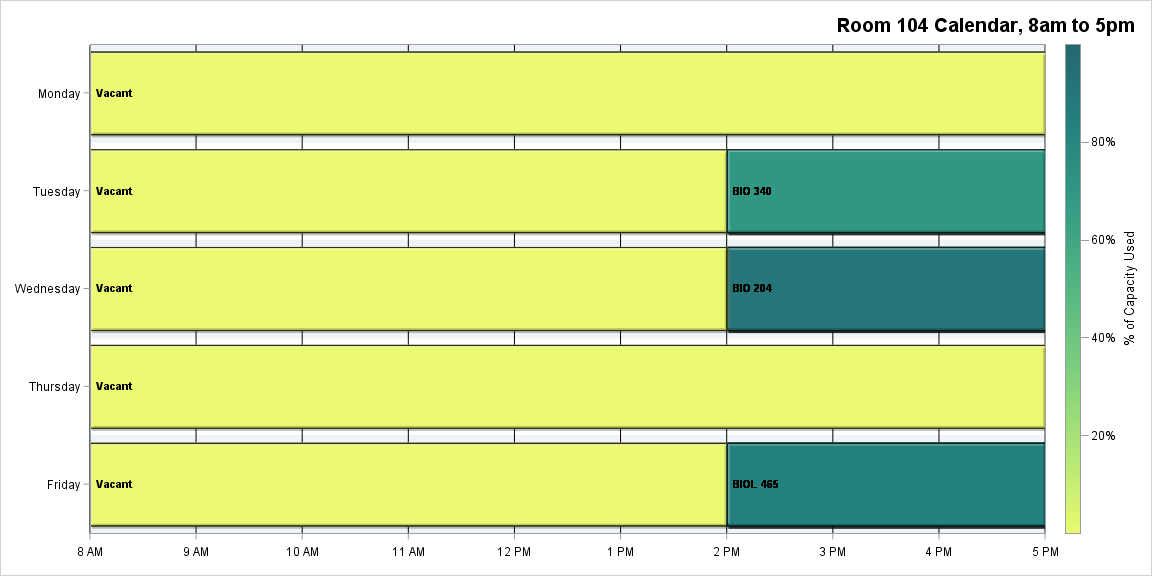 Room 104 Calendar, 8am to 5pm
Monday
Vacant
Tuesday
Vacant
BIO 340
Wednesday
Vacant
BIO 204
Thursday
Vacant
Friday
Vacant
BIOL 465
8 AM 9 AM 10 AM 11 AM 12 PM 1 PM 2 PM 3 PM 4 PM 5 PM
80%
60%
40%
20%
% of Capacity Used